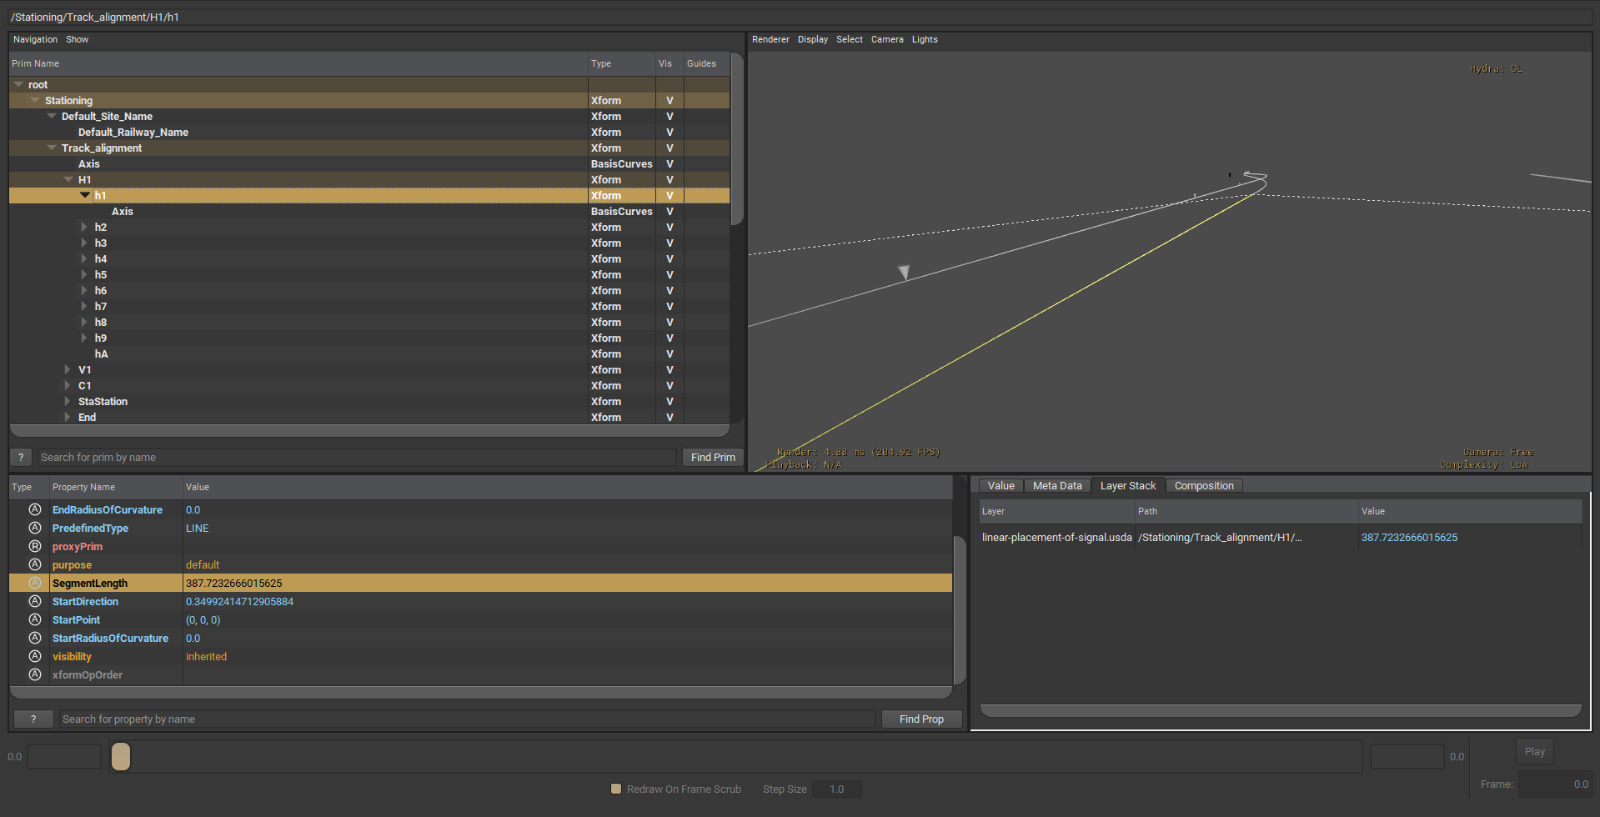 /Stationing/Track_alignment/H1/h1
Navigation Show
Prim Name Type Vis Guides
root
Stationing Xform V
Default_Site_Name Xform V
Default_Railway_Name Xform V
Track_alignment Xform V
Axis BasisCurves V
H1 Xform V
h1 Xform V
Axis BasisCurves V
h2 Xform V
h3 Xform V
h4 Xform V
h5 Xform V
h6 Xform V
h7 Xform V
h8 Xform V
h9 Xform V
hA Xform V
V1 Xform V
C1 Xform V
StaStation Xform V
End Xform V
? Search for prim by name Find Prim
Renderer Display Select Camera Lights
Hydra: GL
Render: 4.88 ms (204.92 FPS)
Playback: N/A
Camera: Free
Complexity: Low
Type Property Name Value
A EndRadiusOfCurvature 0.0
A PredefinedType LINE
R proxyPrim
A purpose default
A SegmentLength 387.7232666015625
A StartDirection 0.34992414712905884
A StartPoint (0, 0, 0)
A StartRadiusOfCurvature 0.0
A visibility inherited
A xformOpOrder
? Search for property by name Find Prop
Value Meta Data Layer Stack Composition
Layer Path Value
linear-placement-of-signal.usda /Stationing/Track_alignment/H1/... 387.7232666015625
0.0 0.0 Play
Redraw On Frame Scrub Step Size 1.0 Frame: 0.0